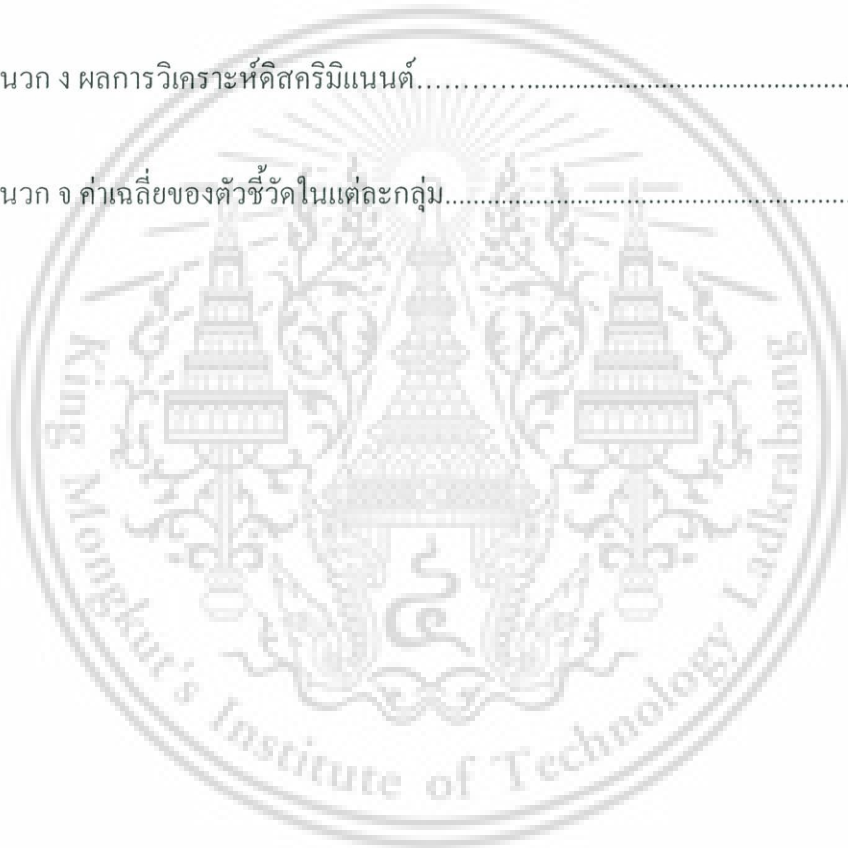 นวก ง ผลการวิเคราะห์ดิสคริมิแนนต์................................................................
นวก จ ค่าเฉลี่ยของตัวชี้วัดในแต่ละกลุ่ม................................................................
King Mongkut's Institute of Technology Ladkrabang